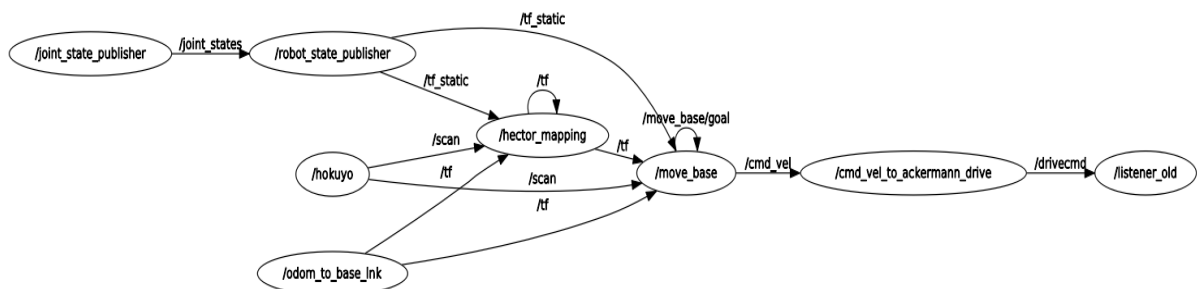 /tf_static
/joint_state_publisher
/joint_states
/robot_state_publisher
/tf_static
/tf
/move_base/goal
/hector_mapping
/scan
/tf
/hokuyo
/tf
/scan
/move_base
/cmd_vel
/cmd_vel_to_ackermann_drive
/drivecmd
/listener_old
/tf
/odom_to_base_lnk